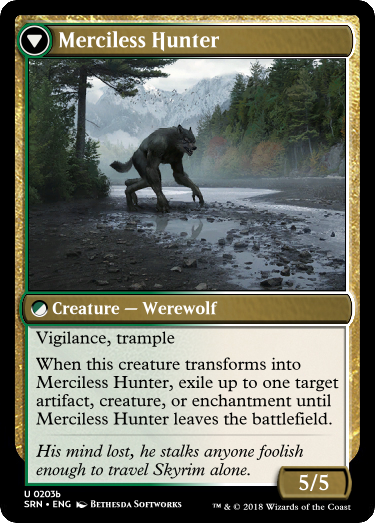 Merciless Hunter
Creature — Werewolf
Vigilance, trample
When this creature transforms into
Merciless Hunter, exile up to one target
artifact, creature, or enchantment until
Merciless Hunter leaves the battlefield.
His mind lost, he stalks anyone foolish
enough to travel Skyrim alone.
5/5
U 0203b
SRN • ENG Bethesda Softworks
™ & © 2018 Wizards of the Coast